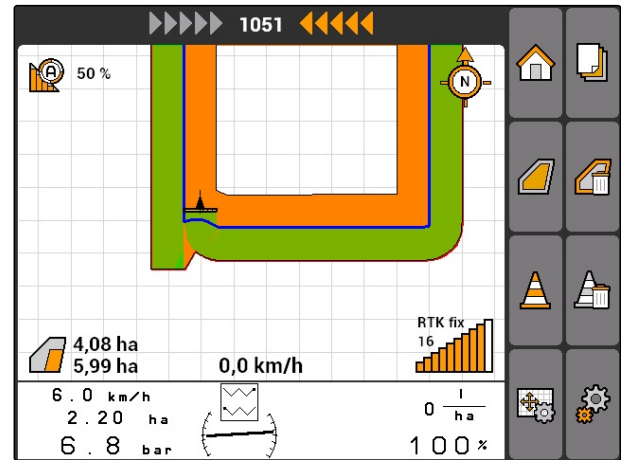 1051
A 50 %
N
RTK fix
16
4,08 ha
5,99 ha
0,0 km/h
6.0 km/h
2.20 ha
6.8 bar
0 l/ha
100%